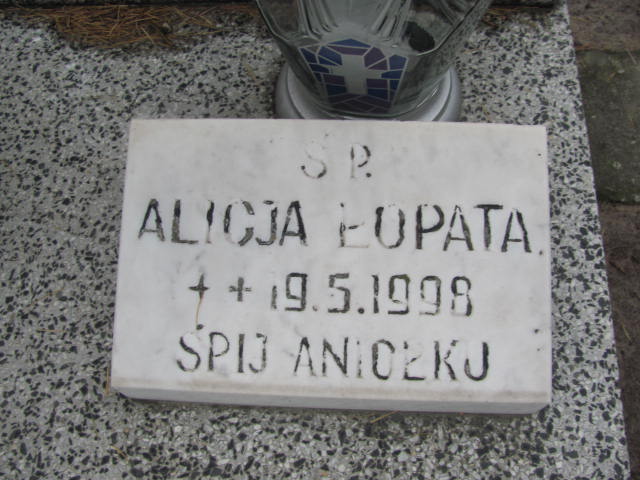 Ś P.
ALICJA ŁOPATA
+ + 19.5.1998
ŚPIJ ANIOŁKU